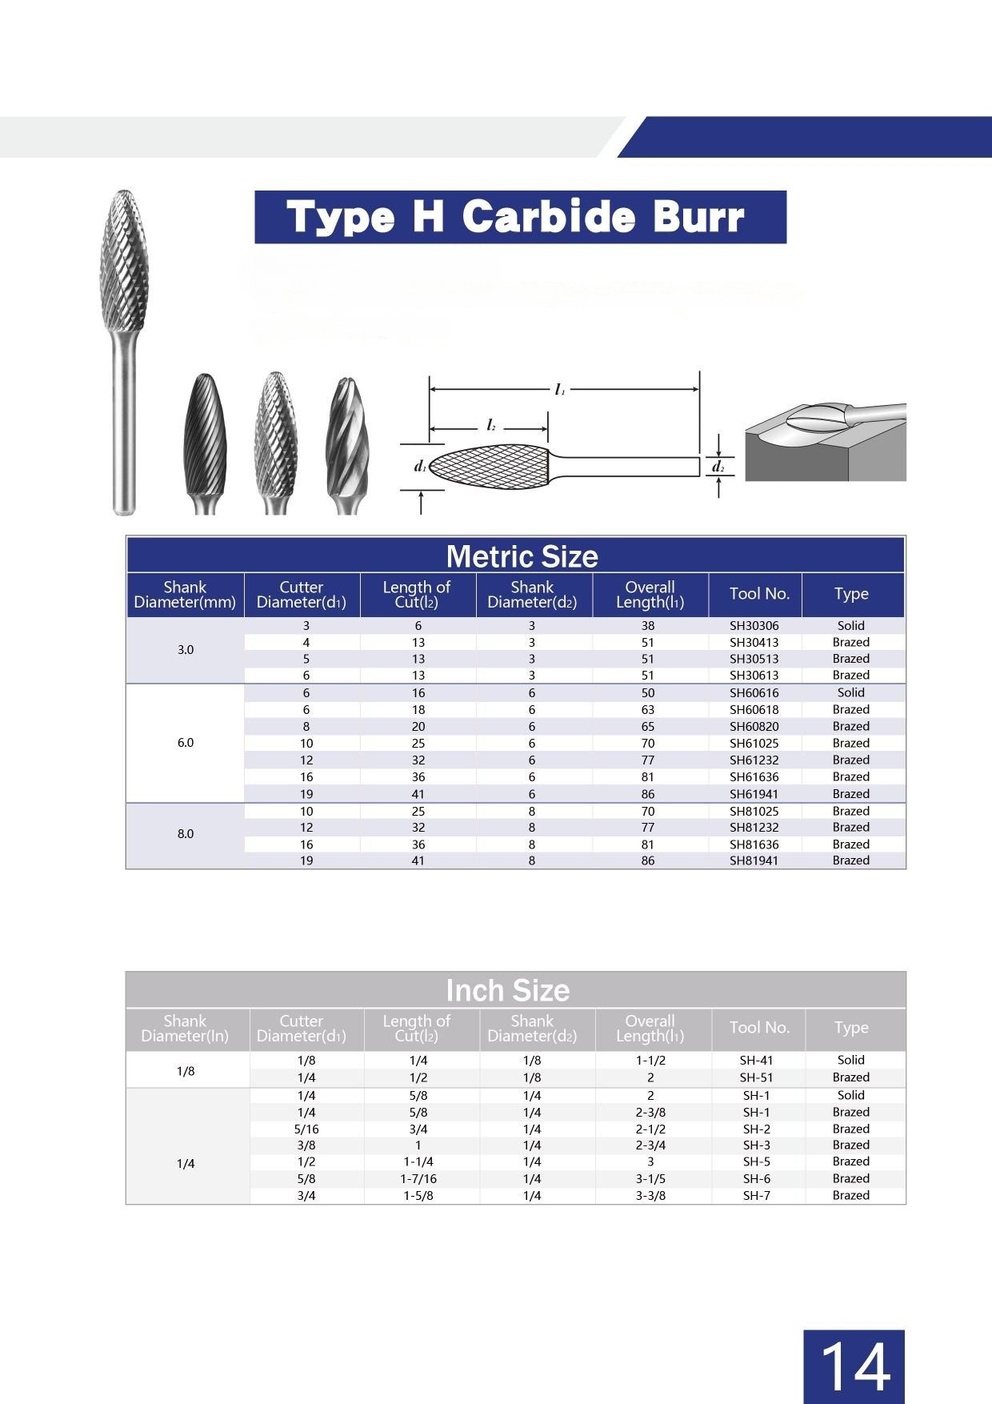 Type H Carbide Burr
l1
l2
d1
d2
Metric Size
Shank Diameter(mm) Cutter Diameter(d1) Length of Cut(l2) Shank Diameter(d2) Overall Length(l1) Tool No. Type
3.0
3 6 3 38 SH30306 Solid
4 13 3 51 SH30413 Brazed
5 13 3 51 SH30513 Brazed
6 13 3 51 SH30613 Brazed
6.0
6 16 6 50 SH60616 Solid
6 18 6 63 SH60618 Brazed
8 20 6 65 SH60820 Brazed
10 25 6 70 SH61025 Brazed
12 32 6 77 SH61232 Brazed
16 36 6 81 SH61636 Brazed
19 41 6 86 SH61941 Brazed
8.0
10 25 8 70 SH81025 Brazed
12 32 8 77 SH81232 Brazed
16 36 8 81 SH81636 Brazed
19 41 8 86 SH81941 Brazed
Inch Size
Shank Diameter(In) Cutter Diameter(d1) Length of Cut(l2) Shank Diameter(d2) Overall Length(l1) Tool No. Type
1/8
1/8 1/4 1/8 1-1/2 SH-41 Solid
1/4 1/2 1/8 2 SH-51 Brazed
1/4
1/4 5/8 1/4 2 SH-1 Solid
1/4 5/8 1/4 2-3/8 SH-1 Brazed
5/16 3/4 1/4 2-1/2 SH-2 Brazed
3/8 1 1/4 2-3/4 SH-3 Brazed
1/2 1-1/4 1/4 3 SH-5 Brazed
5/8 1-7/16 1/4 3-1/5 SH-6 Brazed
3/4 1-5/8 1/4 3-3/8 SH-7 Brazed
14